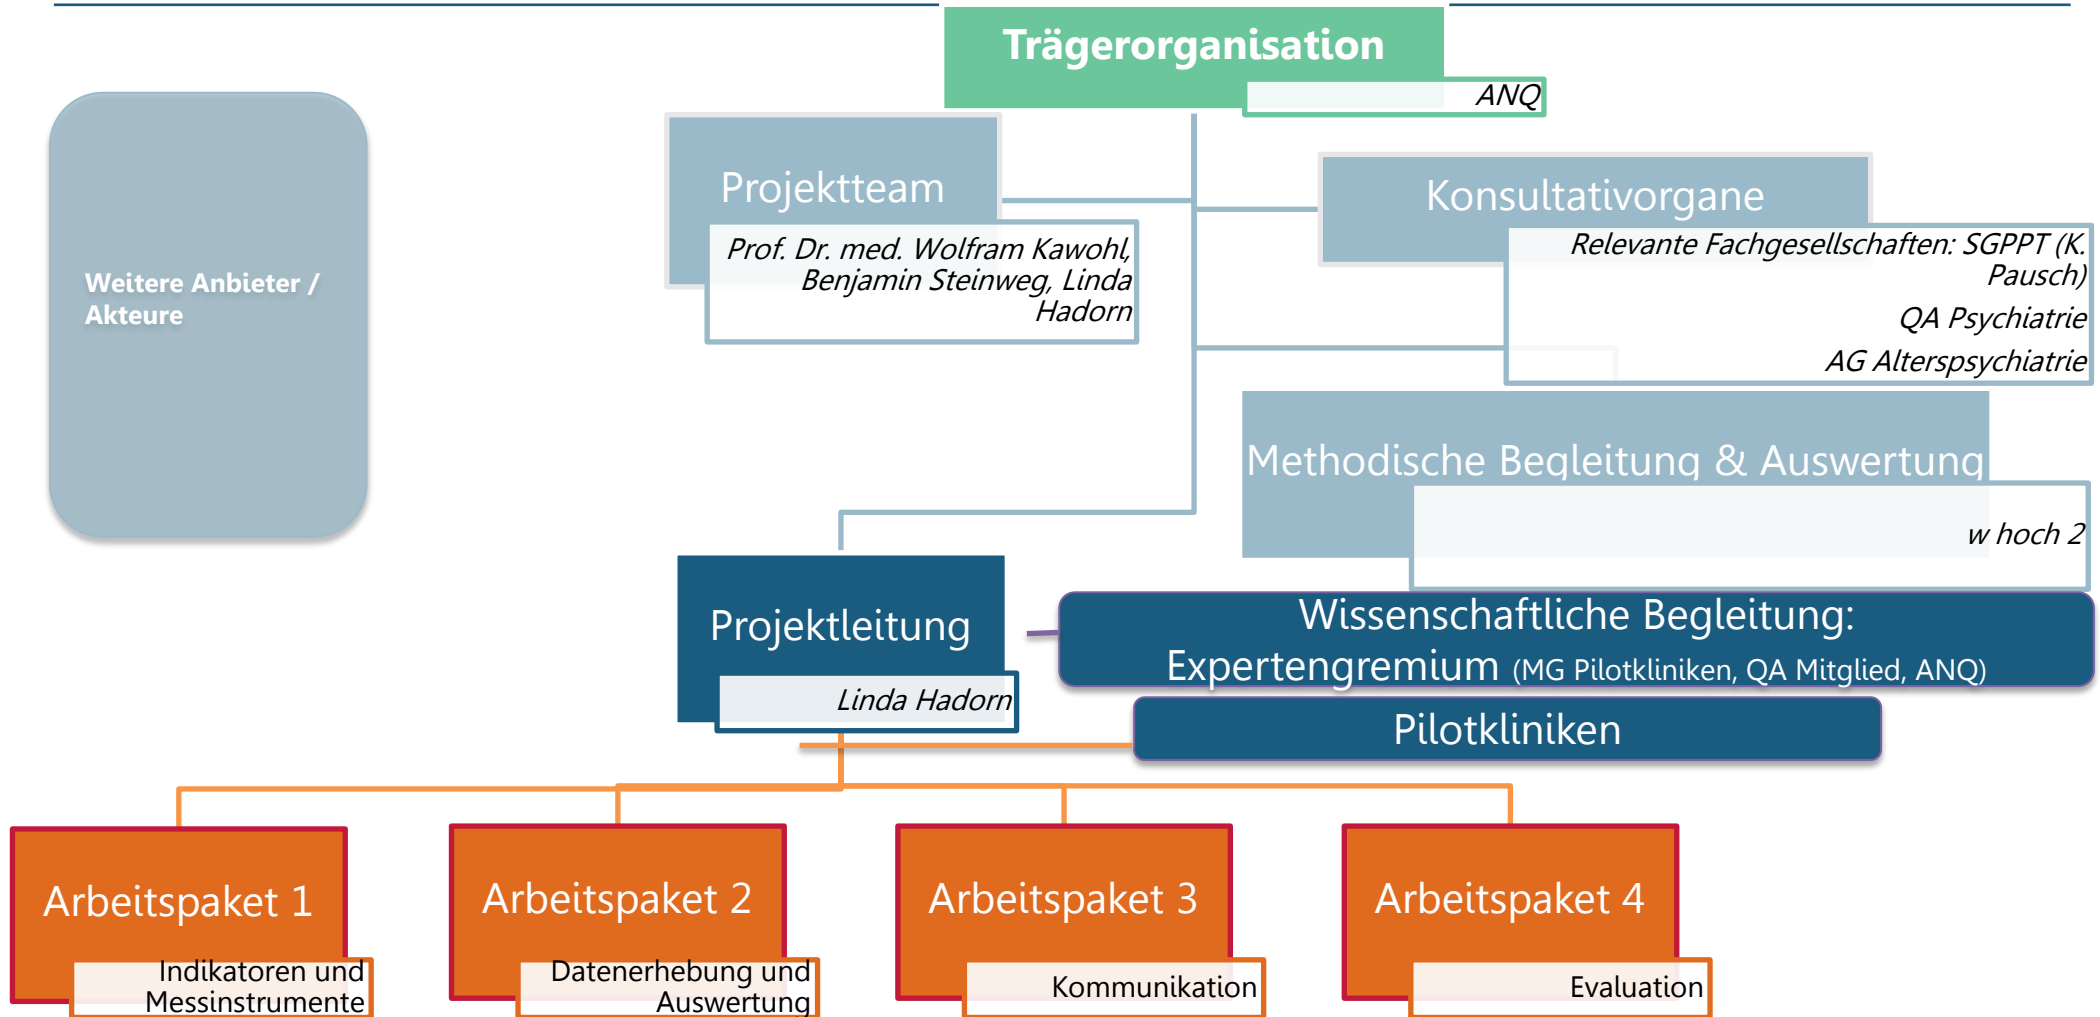 Trägerorganisation
ANQ
Weitere Anbieter /
Akteure
Projektteam
Prof. Dr. med. Wolfram Kawohl,
Benjamin Steinweg, Linda
Hadorn
Konsultativorgane
Relevante Fachgesellschaften: SGPPT (K.
Pausch)
QA Psychiatrie
AG Alterspsychiatrie
Methodische Begleitung & Auswertung
w hoch 2
Projektleitung
Linda Hadorn
Wissenschaftliche Begleitung:
Expertengremium (MG Pilotkliniken, QA Mitglied, ANQ)
Pilotkliniken
Arbeitspaket 1
Indikatoren und
Messinstrumente
Arbeitspaket 2
Datenerhebung und
Auswertung
Arbeitspaket 3
Kommunikation
Arbeitspaket 4
Evaluation